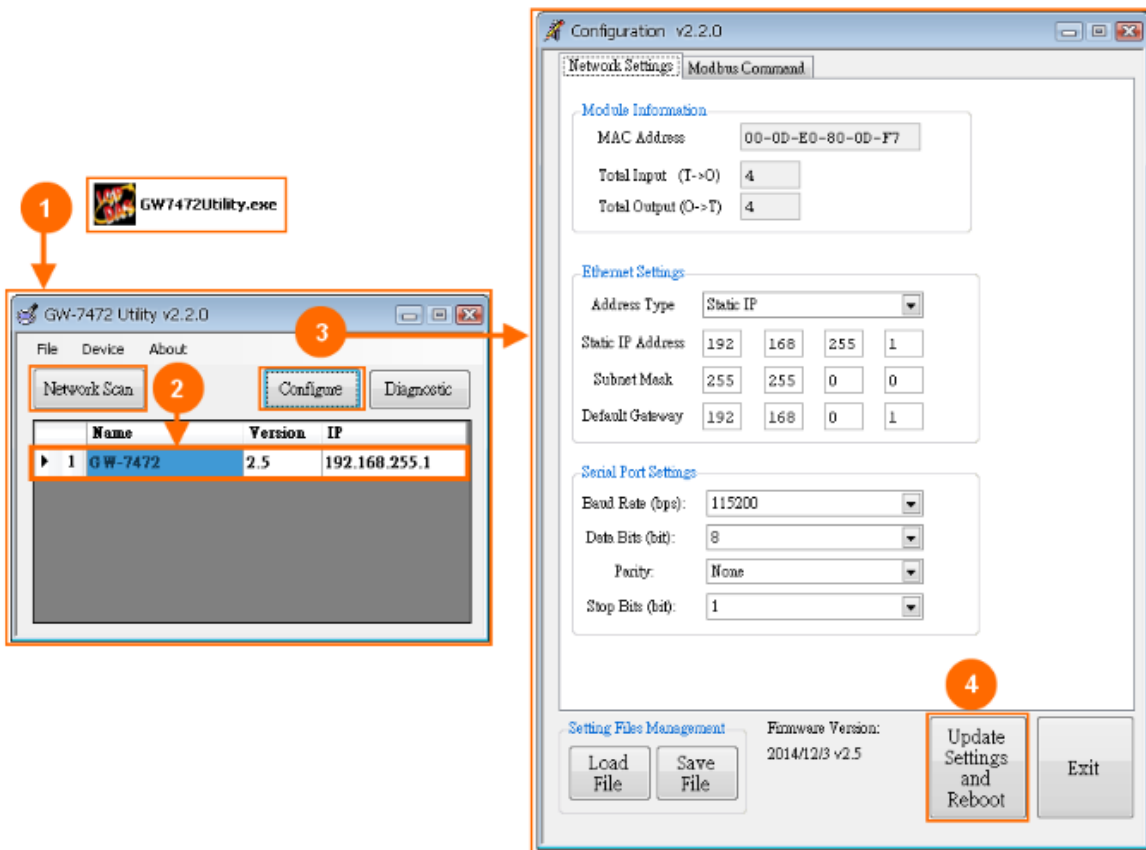 1
GW7472Utility.exe
GW-7472 Utility v2.2.0
3
File Device About
Network Scan
2
Configure
Diagnostic
Name Version IP
1 GW-7472 2.5 192.168.255.1
Configuration v2.2.0
Network Settings Modbus Command
Module Information
MAC Address 00-0D-E0-80-0D-F7
Total Input (T->O) 4
Total Output (O->T) 4
Ethernet Settings
Address Type Static IP
Static IP Address 192 168 255 1
Subnet Mask 255 255 0 0
Default Gateway 192 168 0 1
Serial Port Settings
Baud Rate (bps): 115200
Data Bits (bit): 8
Parity: None
Stop Bits (bit): 1
4
Setting Files Management
Load
File
Save
File
Firmware Version:
2014/12/3 v2.5
Update
Settings
and
Reboot
Exit